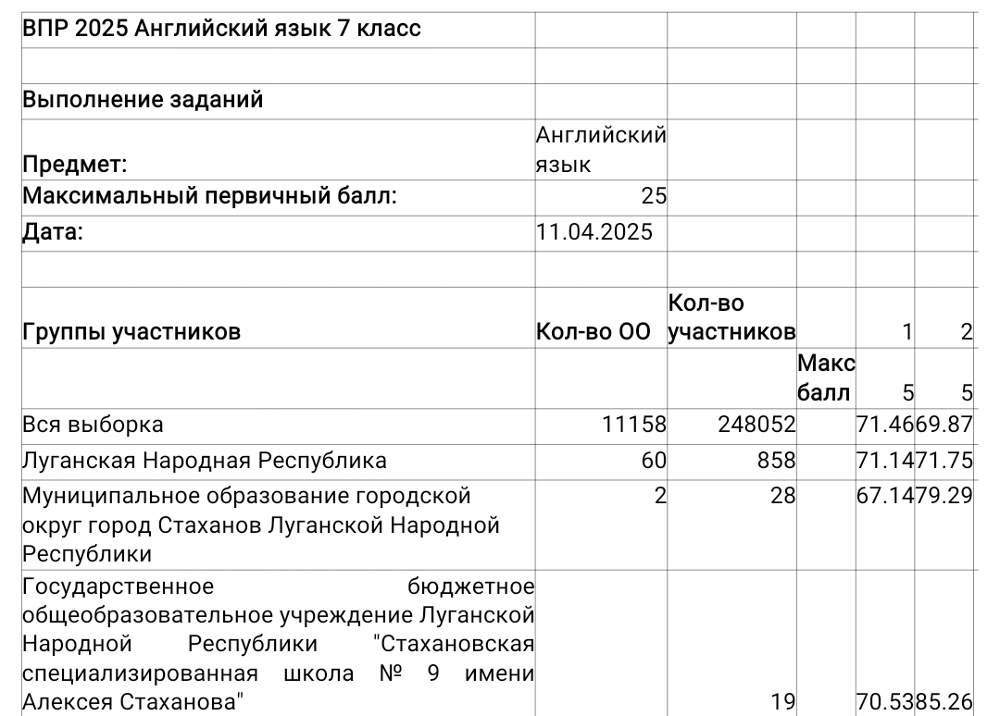 ВПР 2025 Английский язык 7 класс
Выполнение заданий
Английский
Предмет: язык
Максимальный первичный балл: 25
Дата: 11.04.2025
Кол-во
Группы участников Кол-во ОО участников 1 2
Макс
балл 5 5
Вся выборка 11158 248052 71.46 69.87
Луганская Народная Республика 60 858 71.14 71.75
Муниципальное образование городской 2 28 67.14 79.29
округ город Стаханов Луганской Народной
Республики
Государственное бюджетное
общеобразовательное учреждение Луганской
Народной Республики "Стахановская
специализированная школа № 9 имени
Алексея Стаханова" 19 70.53 85.26